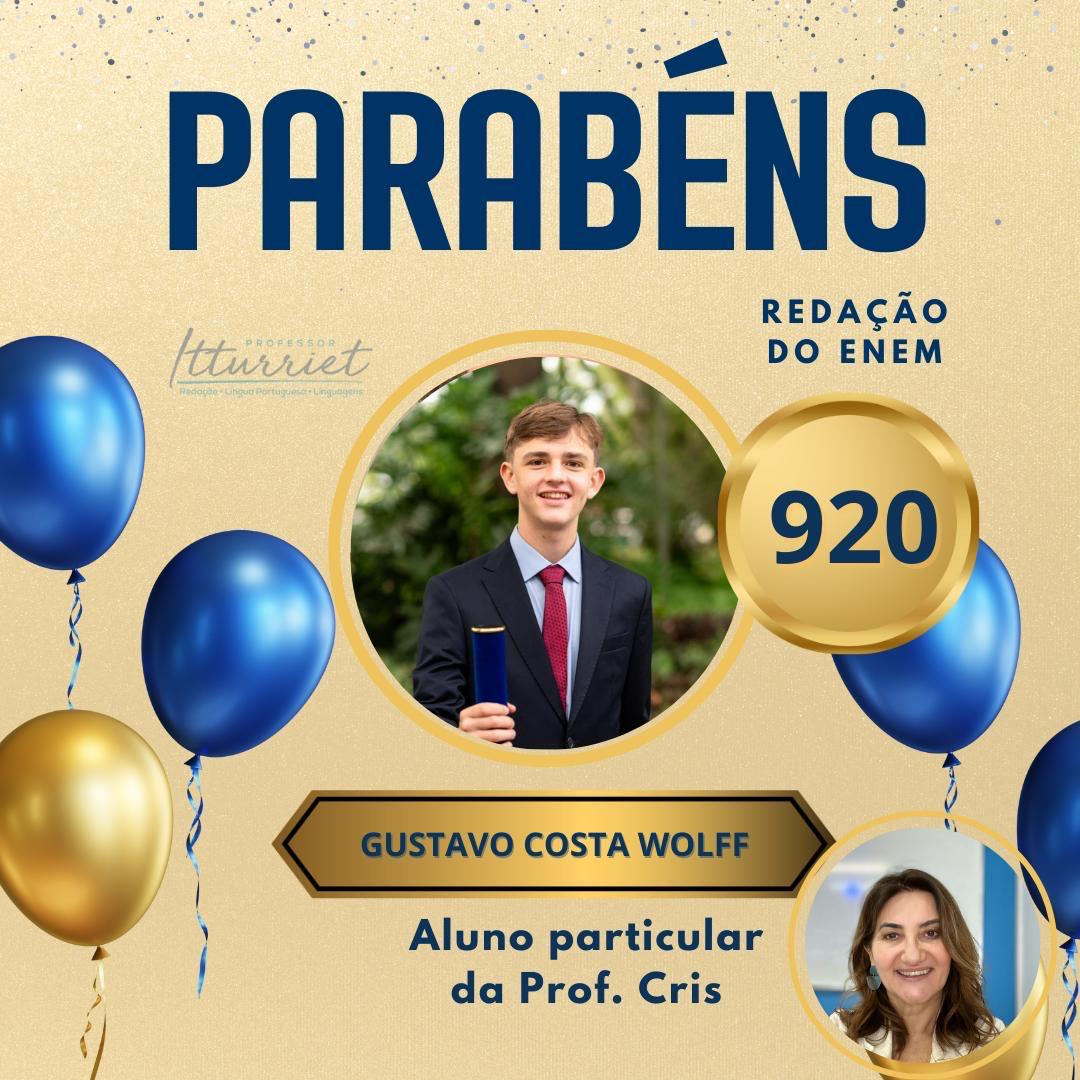 PARABÉNS
REDAÇÃO
DO ENEM
PROFESSOR
Itturriet
Redação • Língua Portuguesa • Linguagens
920
GUSTAVO COSTA WOLFF
Aluno particular
da Prof. Cris